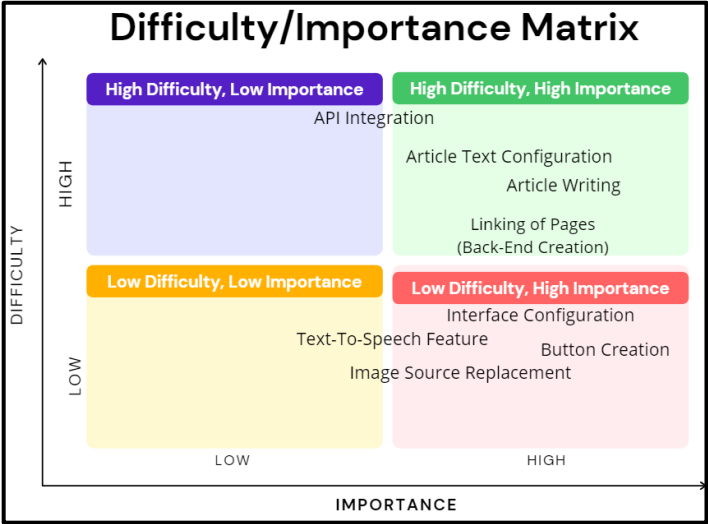 Difficulty/Importance Matrix
High Difficulty, Low Importance
High Difficulty, High Importance
API Integration
Article Text Configuration
Article Writing
Linking of Pages
(Back-End Creation)
HIGH
DIFFICULTY
Low Difficulty, Low Importance
Low Difficulty, High Importance
Interface Configuration
Text-To-Speech Feature
Button Creation
Image Source Replacement
LOW
LOW
HIGH
IMPORTANCE